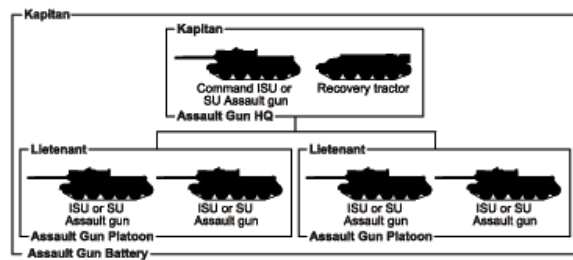 Kapitan
Kapitan
Command ISU or
SU Assault gun
Recovery tractor
Assault Gun HQ
Lietenant
ISU or SU
Assault gun
ISU or SU
Assault gun
Assault Gun Platoon
Lietenant
ISU or SU
Assault gun
ISU or SU
Assault gun
Assault Gun Platoon
Assault Gun Battery